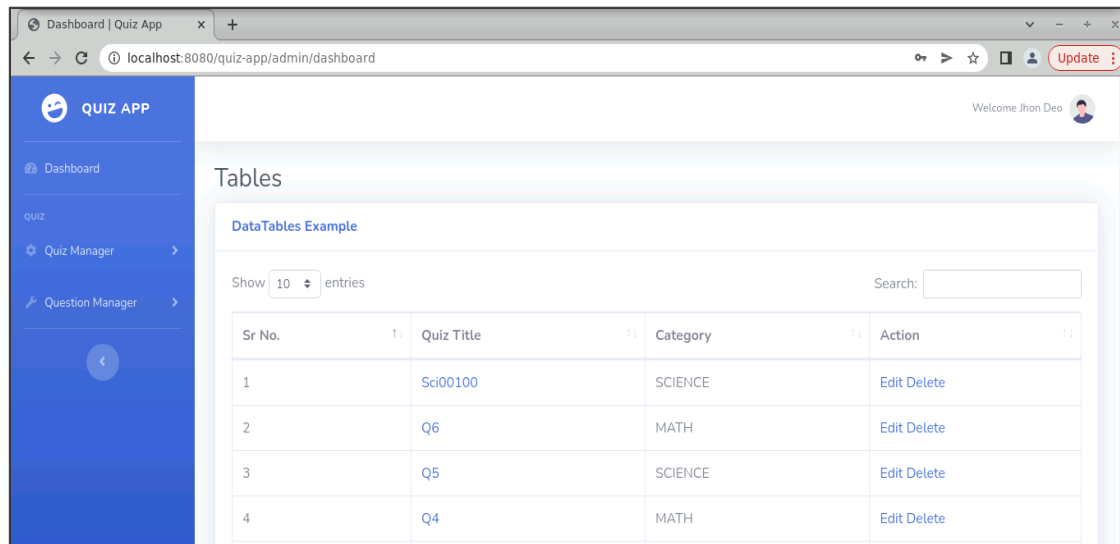 Dashboard | Quiz App
localhost:8080/quiz-app/admin/dashboard
Update
QUIZ APP
Welcome Jhon Deo
Dashboard
QUIZ
Quiz Manager
Question Manager
Tables
DataTables Example
Show 10 entries
Search:
Sr No. Quiz Title Category Action
1 Sci00100 SCIENCE Edit Delete
2 Q6 MATH Edit Delete
3 Q5 SCIENCE Edit Delete
4 Q4 MATH Edit Delete